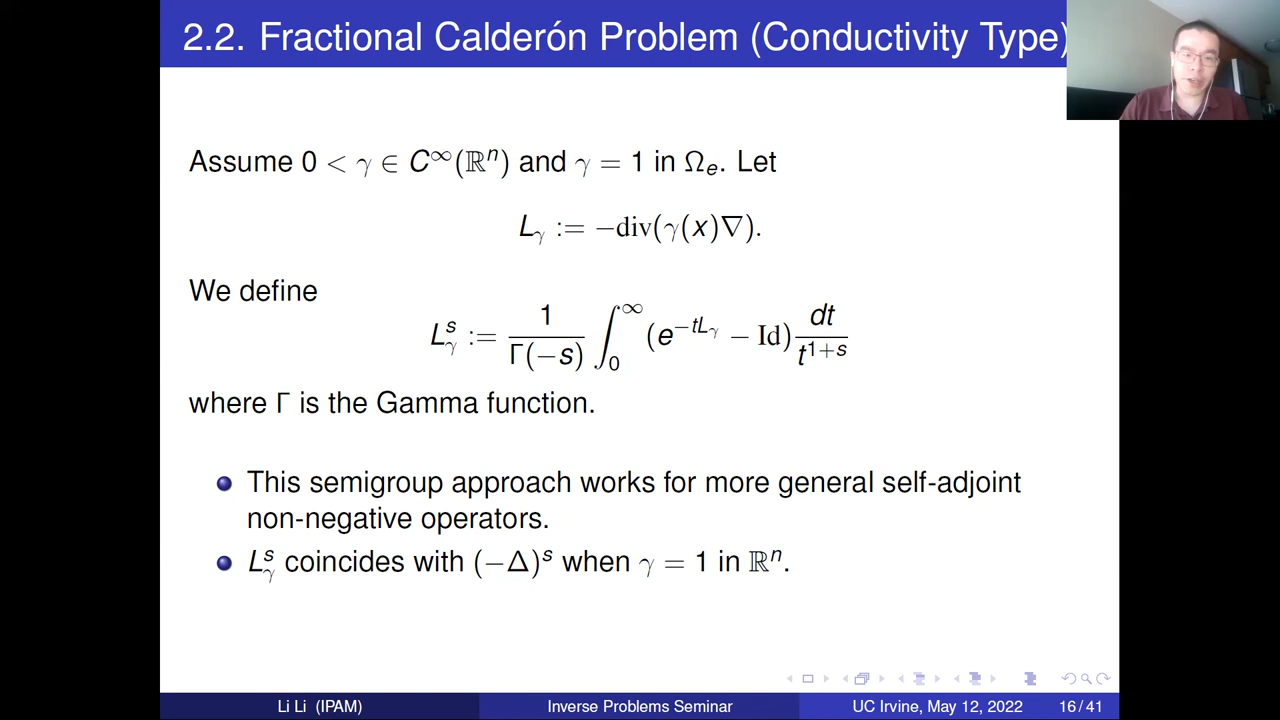 2.2. Fractional Calderón Problem (Conductivity Type)
Assume 0 < γ ∈ C^∞(ℝ^n) and γ = 1 in Ω_e. Let
L_γ := −div(γ(x)∇).
We define
L_γ^s := 1/Γ(−s) ∫_0^∞ (e^{−tL_γ} − Id) dt/t^{1+s}
where Γ is the Gamma function.
This semigroup approach works for more general self-adjoint
non-negative operators.
L_γ^s coincides with (−Δ)^s when γ = 1 in ℝ^n.
Li Li (IPAM) Inverse Problems Seminar UC Irvine, May 12, 2022 16 / 41